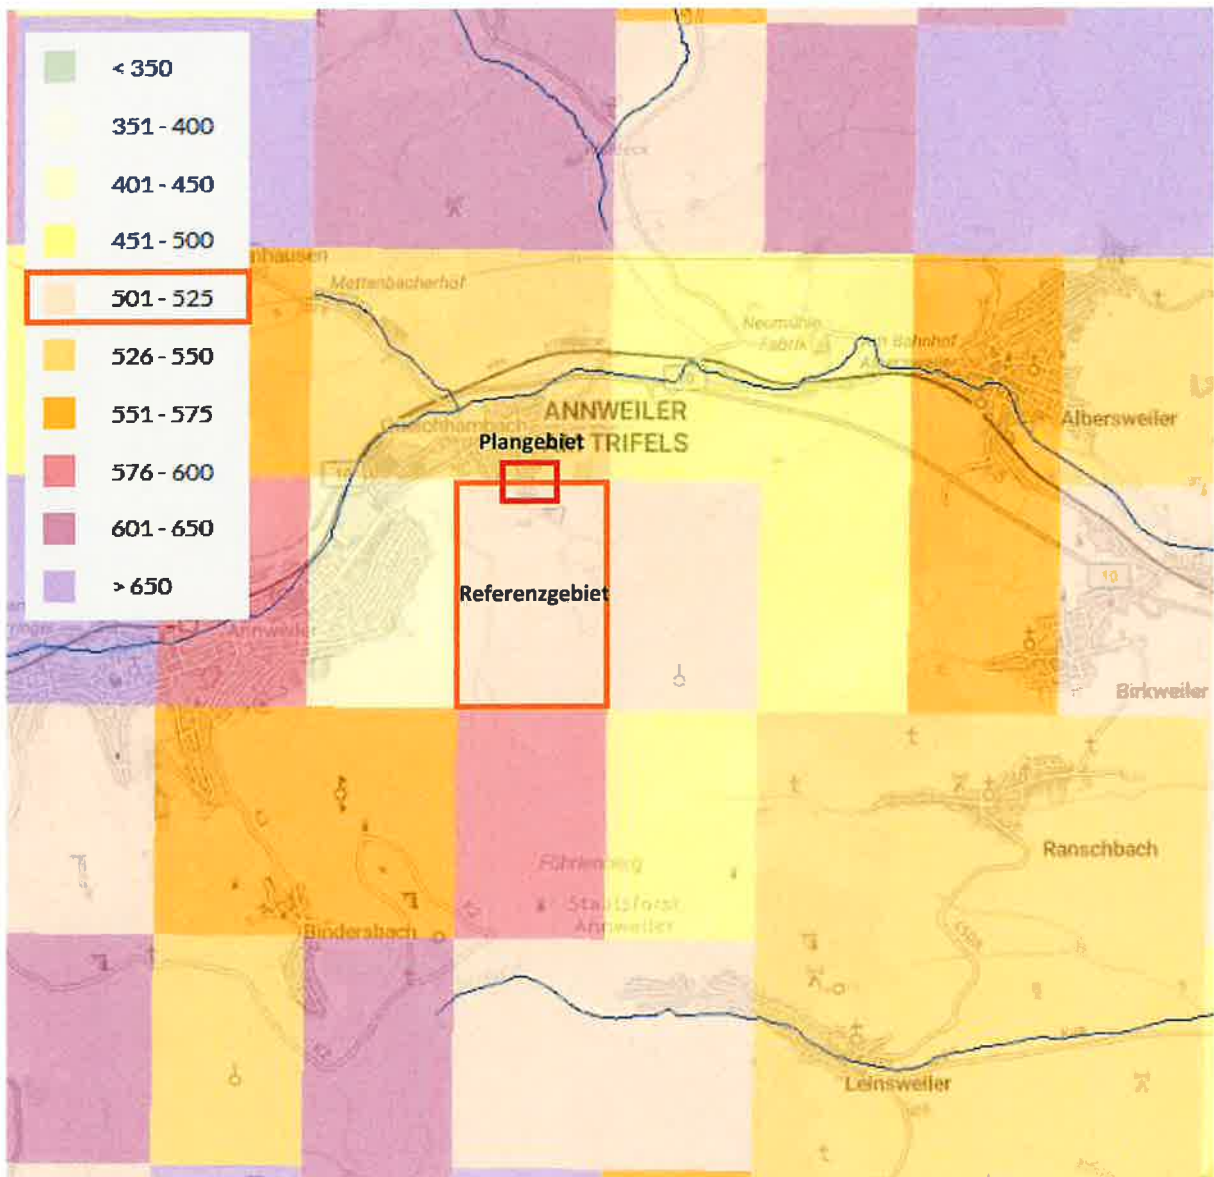 < 350
351 - 400
401 - 450
451 - 500
501 - 525
526 - 550
551 - 575
576 - 600
601 - 650
> 650
Mettenbacherhof
Neumühle
Fabrik
Bahnhof
ANNWEILER
TRIFELS
Plangebiet
Albersweiler
10
Referenzgebiet
Annweiler
Birkweiler
Ranschbach
Föhrlenberg
Staatsforst
Annweiler
Bindersbach
Leinsweiler